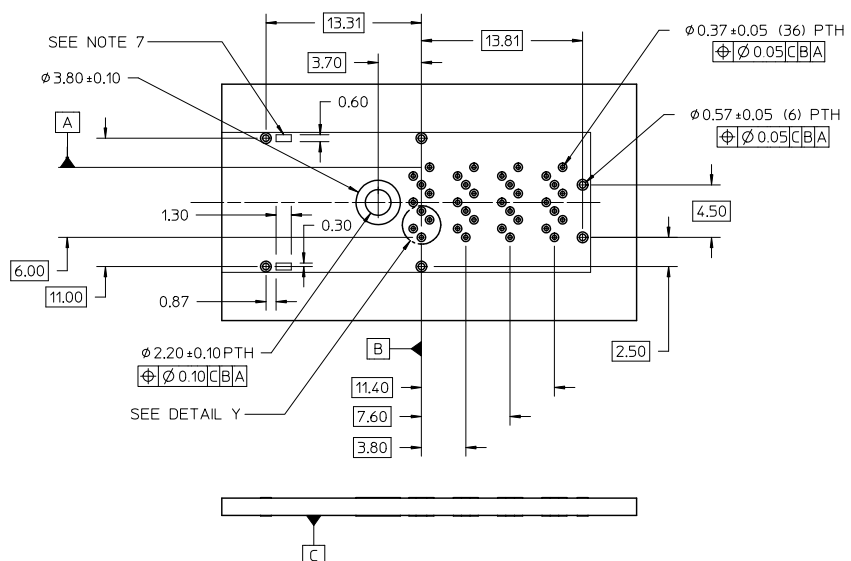 13.31
SEE NOTE 7
13.81
⌀0.37 ±0.05 (36) PTH
⌖ ⌀0.05 C B A
3.70
⌀3.80 ±0.10
0.60
⌀0.57 ±0.05 (6) PTH
⌖ ⌀0.05 C B A
A
1.30
0.30
4.50
6.00
11.00
0.87
2.50
⌀2.20 ±0.10 PTH
⌖ ⌀0.10 C B A
B
SEE DETAIL Y
11.40
7.60
3.80
C